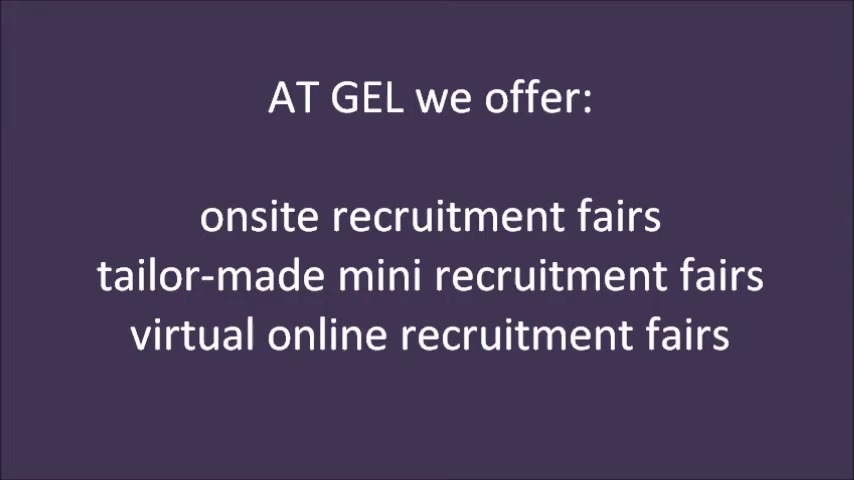 AT GEL we offer:
onsite recruitment fairs
tailor-made mini recruitment fairs
virtual online recruitment fairs